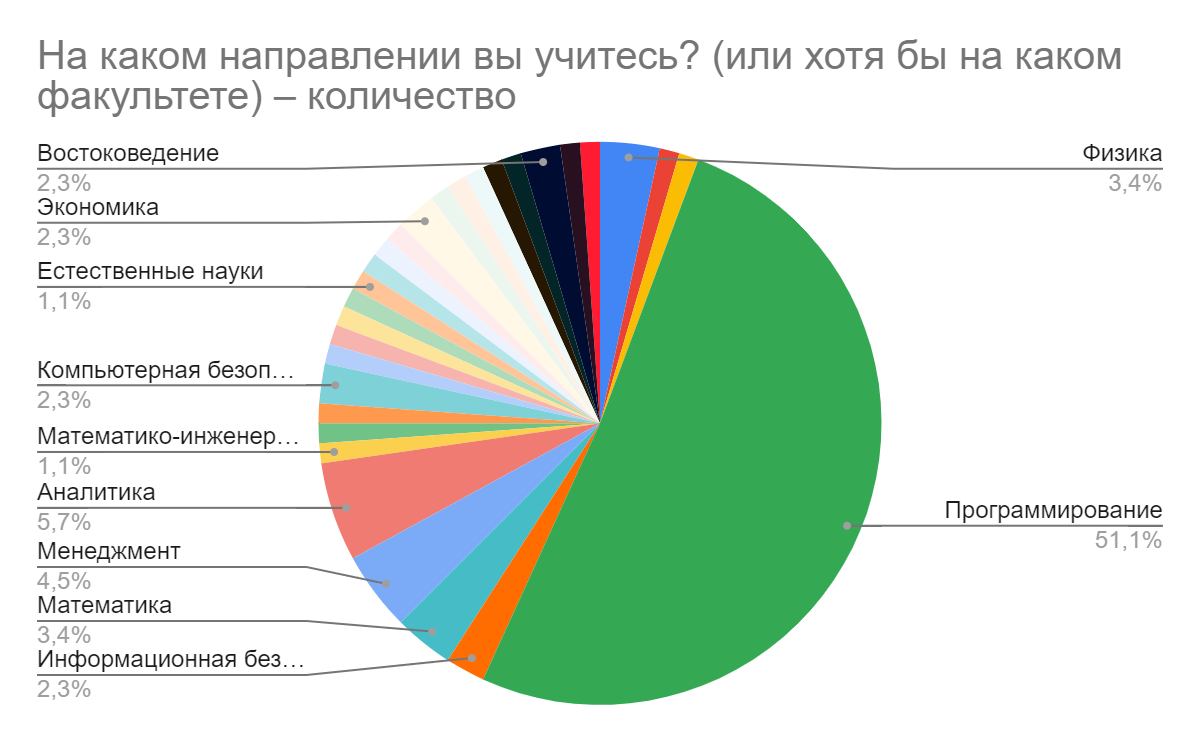 На каком направлении вы учитесь? (или хотя бы на каком
факультете) – количество
Востоковедение
2,3%
Экономика
2,3%
Естественные науки
1,1%
Компьютерная безоп…
2,3%
Математико-инженер…
1,1%
Аналитика
5,7%
Менеджмент
4,5%
Математика
3,4%
Информационная без…
2,3%
Физика
3,4%
Программирование
51,1%